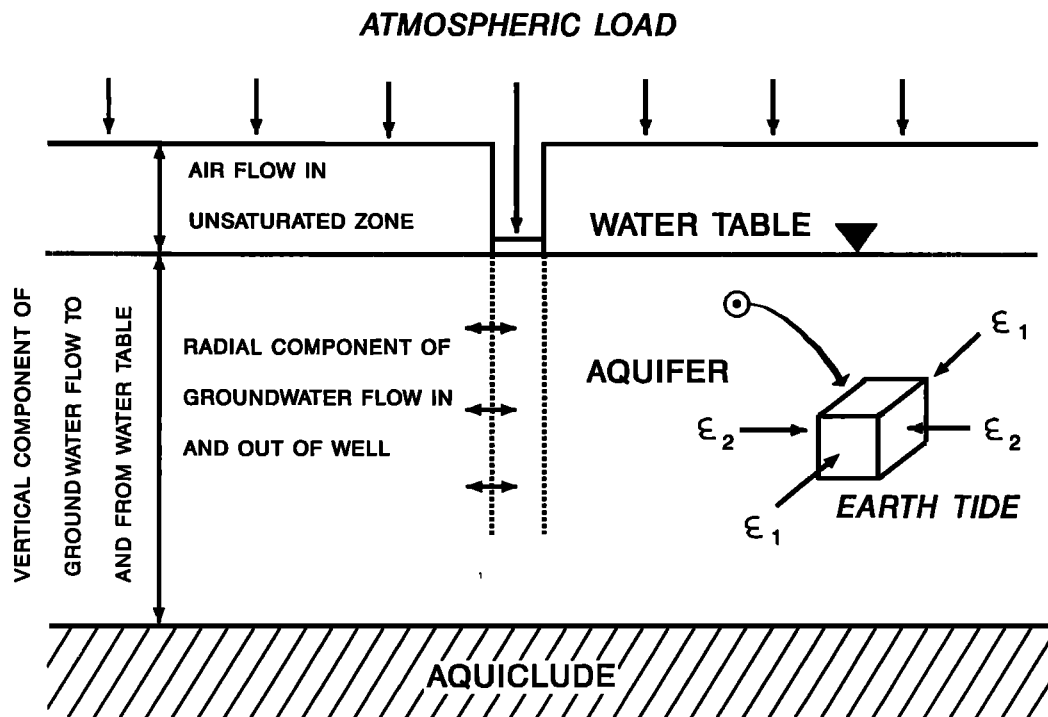 ATMOSPHERIC LOAD
AIR FLOW IN
UNSATURATED ZONE
WATER TABLE
VERTICAL COMPONENT OF
GROUNDWATER FLOW TO
AND FROM WATER TABLE
RADIAL COMPONENT OF
GROUNDWATER FLOW IN
AND OUT OF WELL
AQUIFER
ε1
ε2
ε2
ε1
EARTH TIDE
AQUICLUDE